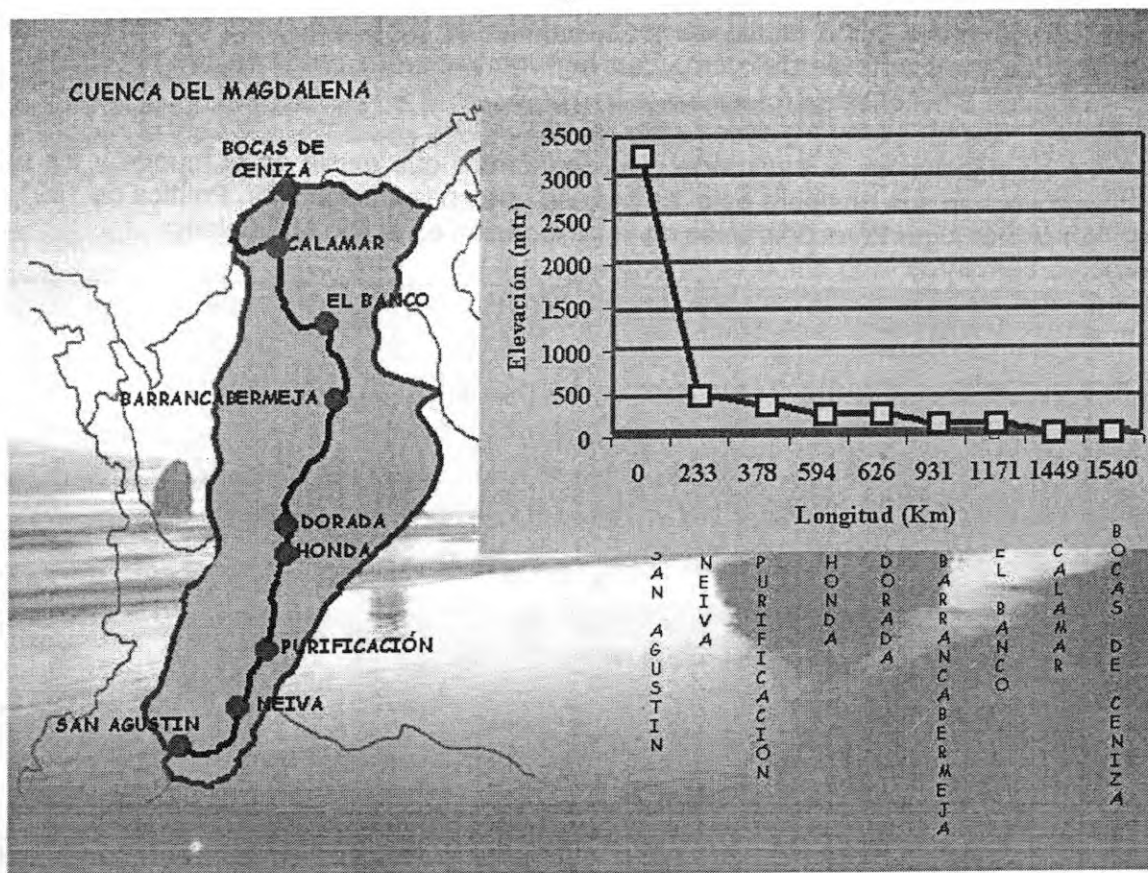 CUENCA DEL MAGDALENA
BOCAS DE
CENIZA
CALAMAR
EL BANCO
BARRANCABERMEJA
DORADA
HONDA
PURIFICACIÓN
NEIVA
SAN AGUSTIN
Elevación (mtr)
3500
3000
2500
2000
1500
1000
500
0
0 233 378 594 626 931 1171 1449 1540
Longitud (Km)
SAN AGUSTIN
NEIVA
PURIFICACIÓN
HONDA
DORADA
BARRANCABERMEJA
EL BANCO
CALAMAR
BOCAS DE CENIZA